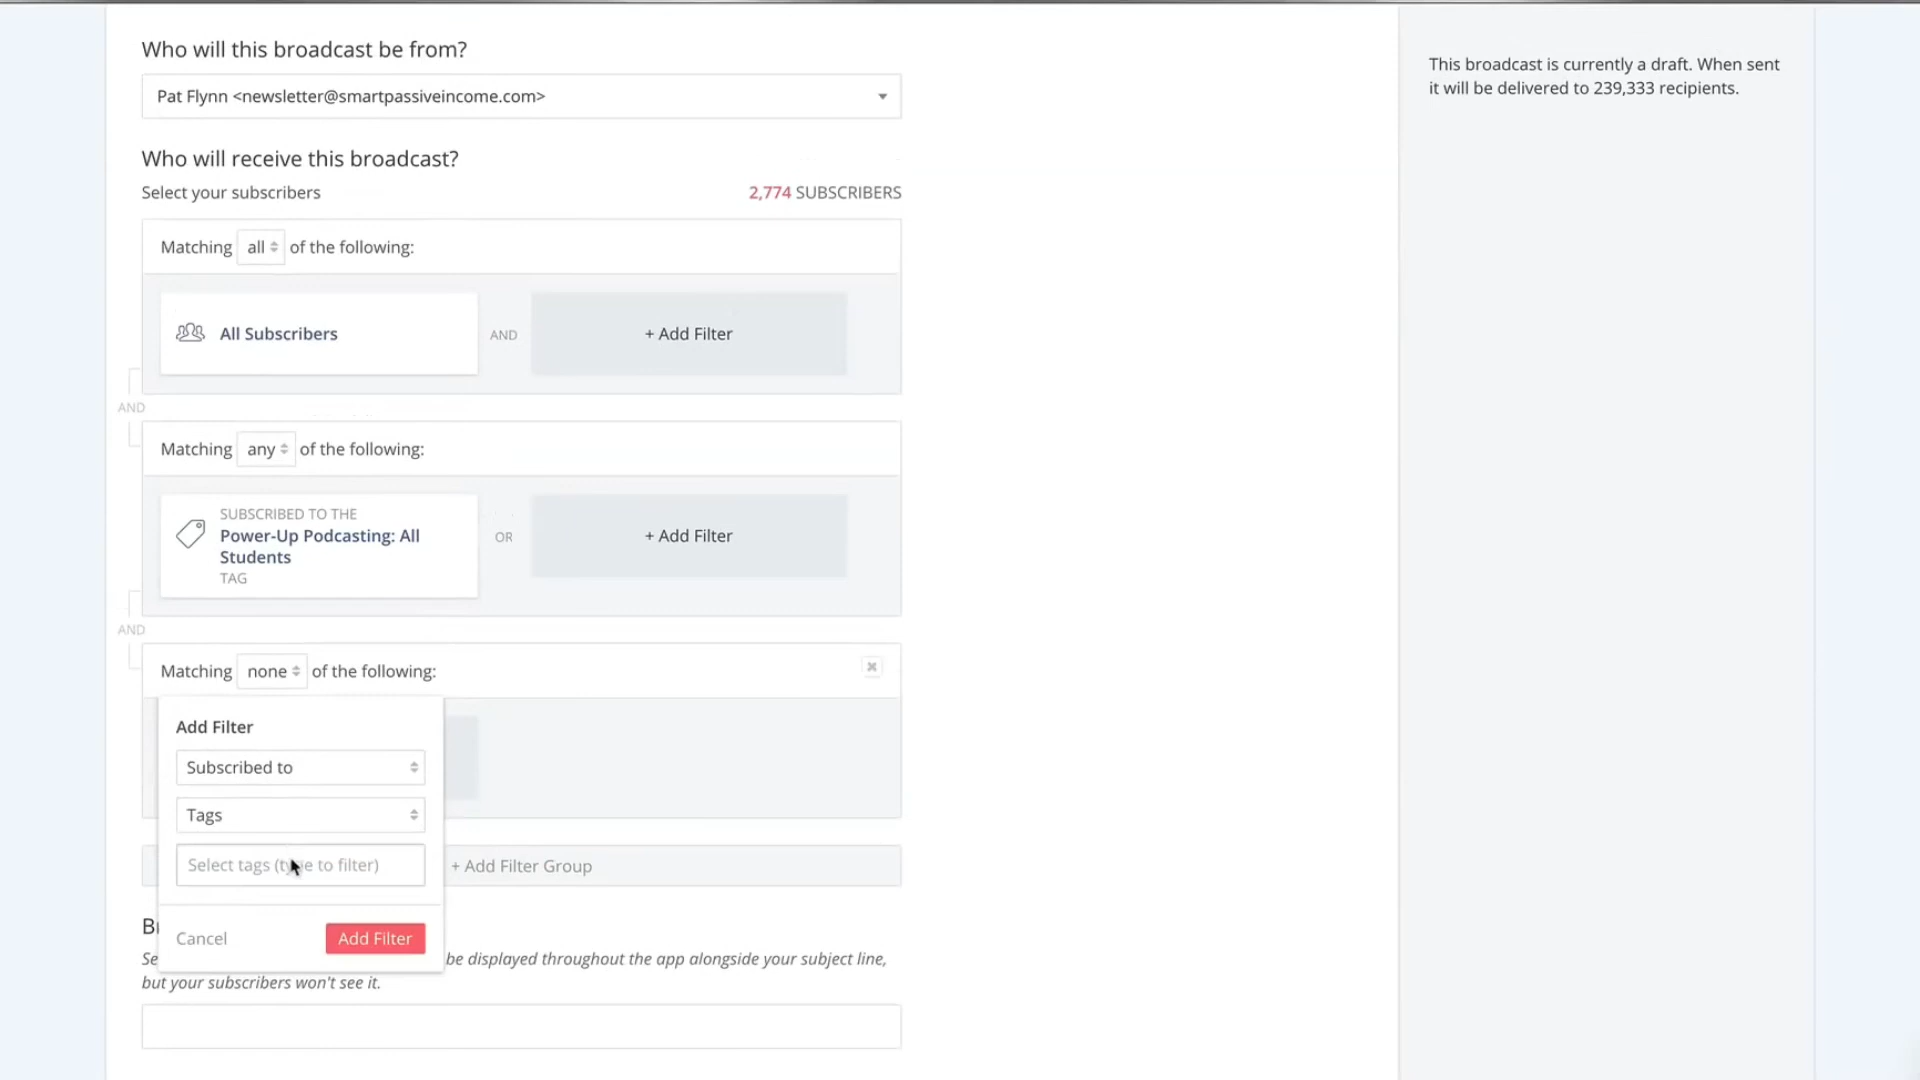 Who will this broadcast be from?
Pat Flynn <newsletter@smartpassiveincome.com>
This broadcast is currently a draft. When sent
it will be delivered to 239,333 recipients.
Who will receive this broadcast?
Select your subscribers
2,774 SUBSCRIBERS
Matching all of the following:
All Subscribers
AND
+ Add Filter
AND
Matching any of the following:
SUBSCRIBED TO THE
Power-Up Podcasting: All
Students
TAG
OR
+ Add Filter
AND
Matching none of the following:
Add Filter
Subscribed to
Tags
Select tags to filter)
+ Add Filter Group
Cancel
Add Filter
be displayed throughout the app alongside your subject line,
but your subscribers won't see it.